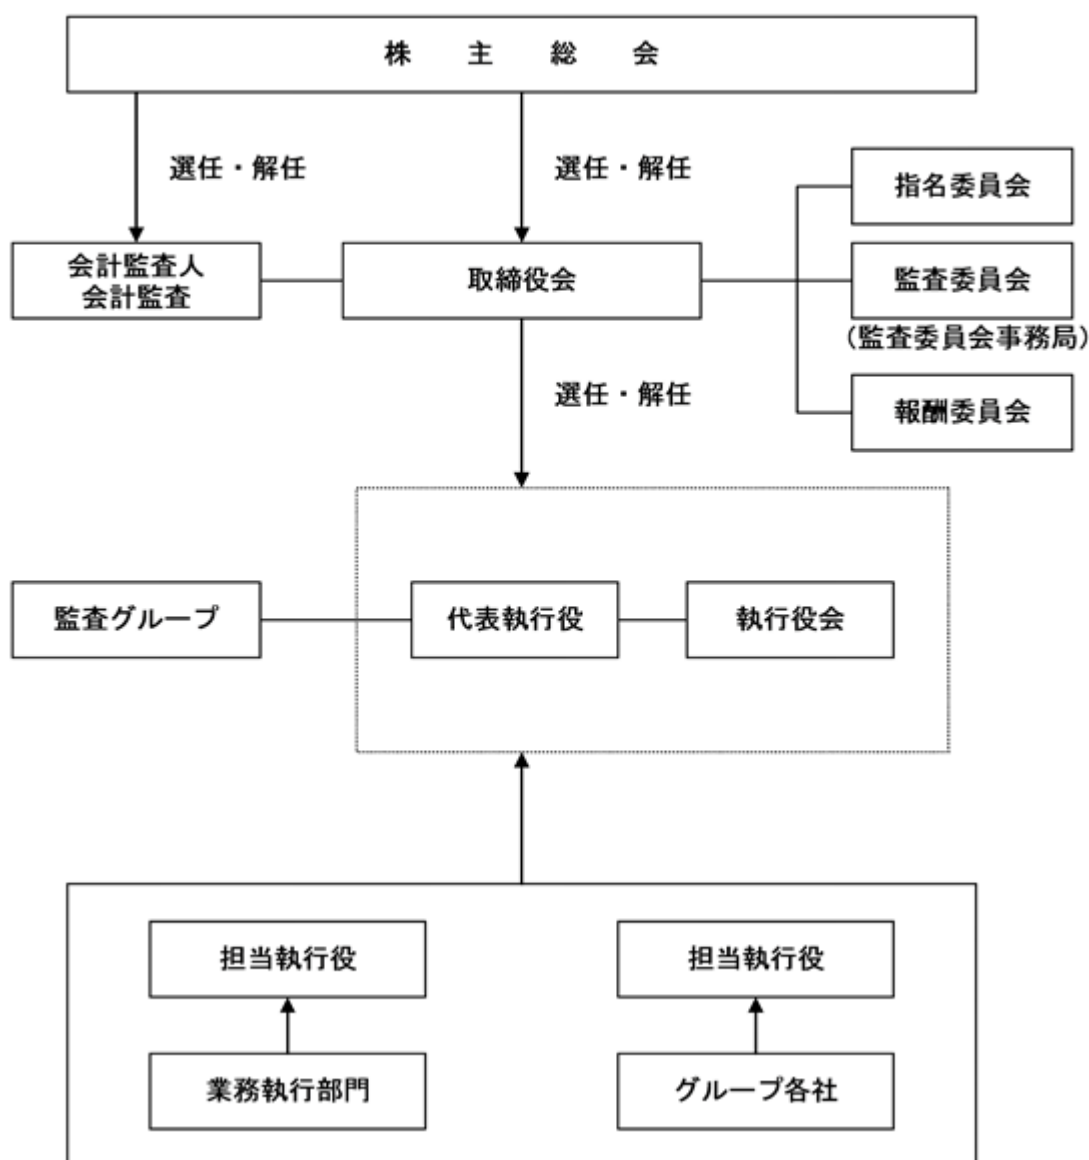 株主総会
選任・解任
選任・解任
指名委員会
会計監査人
会計監査
取締役会
監査委員会
（監査委員会事務局）
選任・解任
報酬委員会
監査グループ
代表執行役
執行役会
担当執行役
担当執行役
業務執行部門
グループ各社